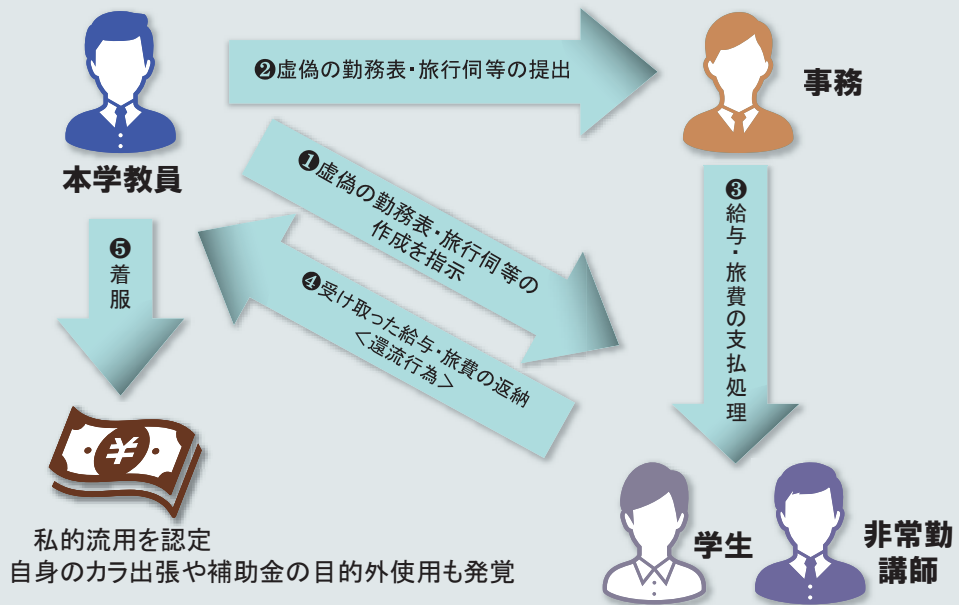 ❷虚偽の勤務表・旅行伺等の提出
本学教員
事務
❶虚偽の勤務表・旅行伺等の
作成を指示
❸給与・旅費の支払処理
❹受け取った給与・旅費の返納
＜還流行為＞
❺着服
¥
私的流用を認定
自身のカラ出張や補助金の目的外使用も発覚
学生
非常勤
講師